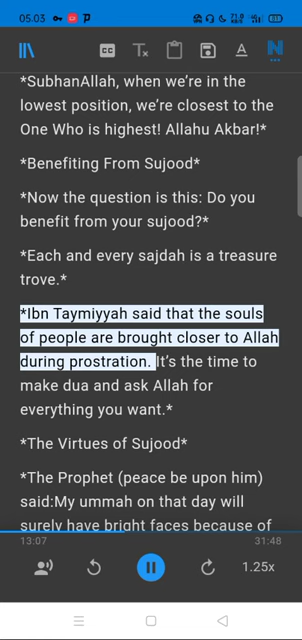 05.03
71.8
KB/S
4G
CC
T
A
N
*SubhanAllah, when we're in the
lowest position, we're closest to the
One Who is highest! Allahu Akbar!*
*Benefiting From Sujood*
*Now the question is this: Do you
benefit from your sujood?*
*Each and every sajdah is a treasure
trove.*
*Ibn Taymiyyah said that the souls
of people are brought closer to Allah
during prostration. It's the time to
make dua and ask Allah for
everything you want.*
*The Virtues of Sujood*
*The Prophet (peace be upon him)
said:My ummah on that day will
surely have bright faces because of
13:07
31:48
1.25x